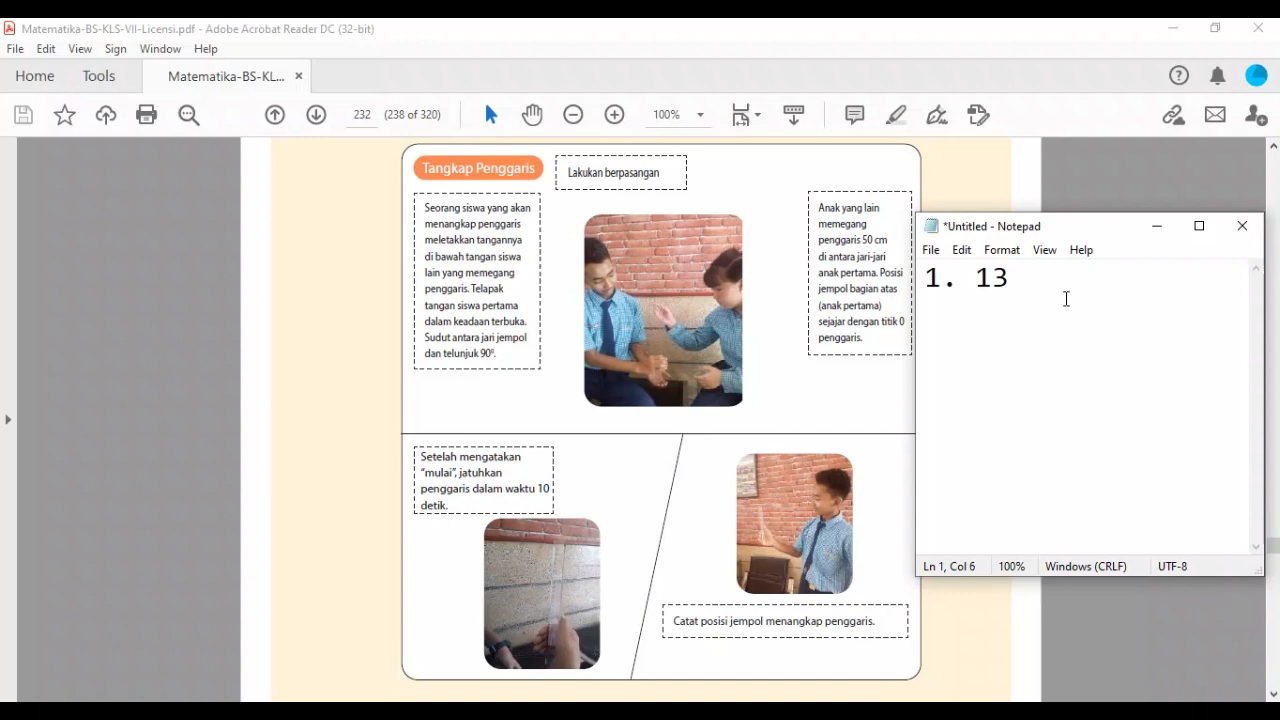 Matematika-BS-KLS-VII-Licensi.pdf - Adobe Acrobat Reader DC (32-bit)
File Edit View Sign Window Help
Home Tools Matematika-BS-KL... ×
232 (238 of 320) 100%
Tangkap Penggaris
Lakukan berpasangan
Seorang siswa yang akan
menangkap penggaris
meletakkan tangannya
di bawah tangan siswa
lain yang memegang
penggaris. Telapak
tangan siswa pertama
dalam keadaan terbuka.
Sudut antara jari jempol
dan telunjuk 90⁰.
Anak yang lain
memegang
penggaris 50 cm
di antara jari-jari
anak pertama. Posisi
jempol bagian atas
(anak pertama)
sejajar dengan titik 0
penggaris.
Setelah mengatakan
“mulai”, jatuhkan
penggaris dalam waktu 10
detik.
Catat posisi jempol menangkap penggaris.
*Untitled - Notepad
File Edit Format View Help
1. 13
Ln 1, Col 6 100% Windows (CRLF) UTF-8